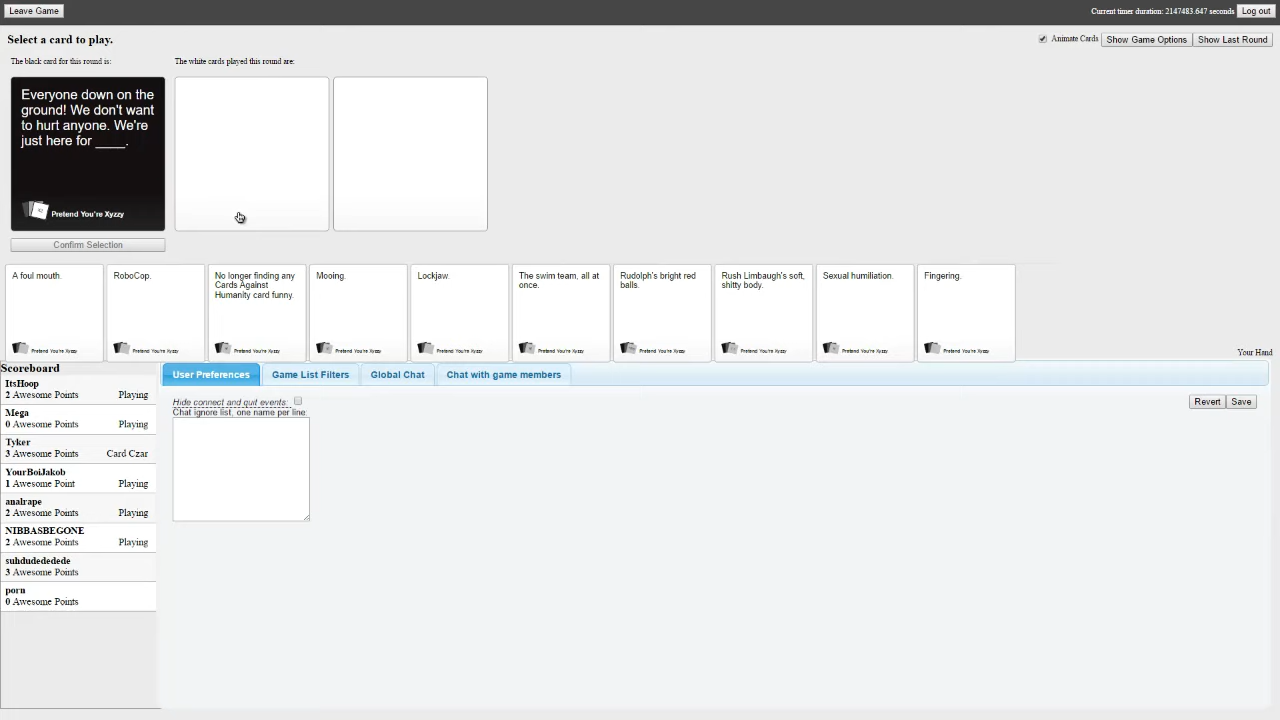 Leave Game
Current timer duration: 2147483.647 seconds
Log out
Select a card to play.
Animate Cards
Show Game Options
Show Last Round
The black card for this round is:
The white cards played this round are:
Everyone down on the
ground! We don't want
to hurt anyone. We're
just here for ____.
Pretend You're Xyzzy
Confirm Selection
A foul mouth.
Pretend You're Xyzzy
RoboCop.
Pretend You're Xyzzy
No longer finding any
Cards Against
Humanity card funny.
Pretend You're Xyzzy
Mooing.
Pretend You're Xyzzy
Lockjaw.
Pretend You're Xyzzy
The swim team, all at
once.
Pretend You're Xyzzy
Rudolph's bright red
balls.
Pretend You're Xyzzy
Rush Limbaugh's soft,
shitty body.
Pretend You're Xyzzy
Sexual humiliation.
Pretend You're Xyzzy
Fingering.
Pretend You're Xyzzy
Your Hand
Scoreboard
ItsHoop
2 Awesome Points Playing
Mega
0 Awesome Points Playing
Tyker
3 Awesome Points Card Czar
YourBoiJakob
1 Awesome Point Playing
analrape
2 Awesome Points Playing
NIBBASBEGONE
2 Awesome Points Playing
suhdudededede
3 Awesome Points
porn
0 Awesome Points
User Preferences
Game List Filters
Global Chat
Chat with game members
Hide connect and quit events:
Chat ignore list, one name per line:
Revert
Save